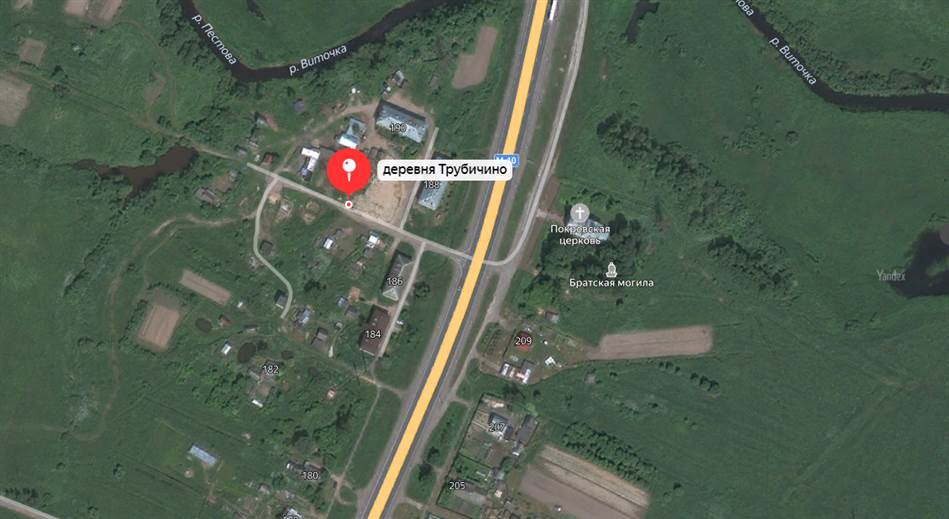 р. Пестова
р. Виточка
р. Виточка
190
М-10
деревня Трубичино
188
Покровская
церковь
Братская могила
Yandex
186
184
209
182
207
180
205